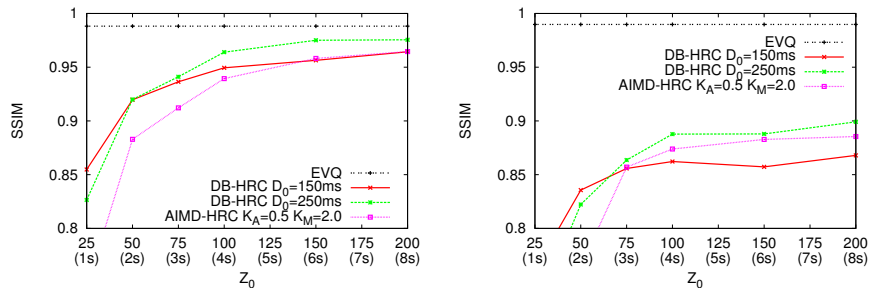 1
0.95
0.9
0.85
0.8
SSIM
EVQ
DB-HRC D0=150ms
DB-HRC D0=250ms
AIMD-HRC KA=0.5 KM=2.0
25 50 75 100 125 150 175 200
(1s) (2s) (3s) (4s) (5s) (6s) (7s) (8s)
Z0
1
0.95
0.9
0.85
0.8
SSIM
EVQ
DB-HRC D0=150ms
DB-HRC D0=250ms
AIMD-HRC KA=0.5 KM=2.0
25 50 75 100 125 150 175 200
(1s) (2s) (3s) (4s) (5s) (6s) (7s) (8s)
Z0